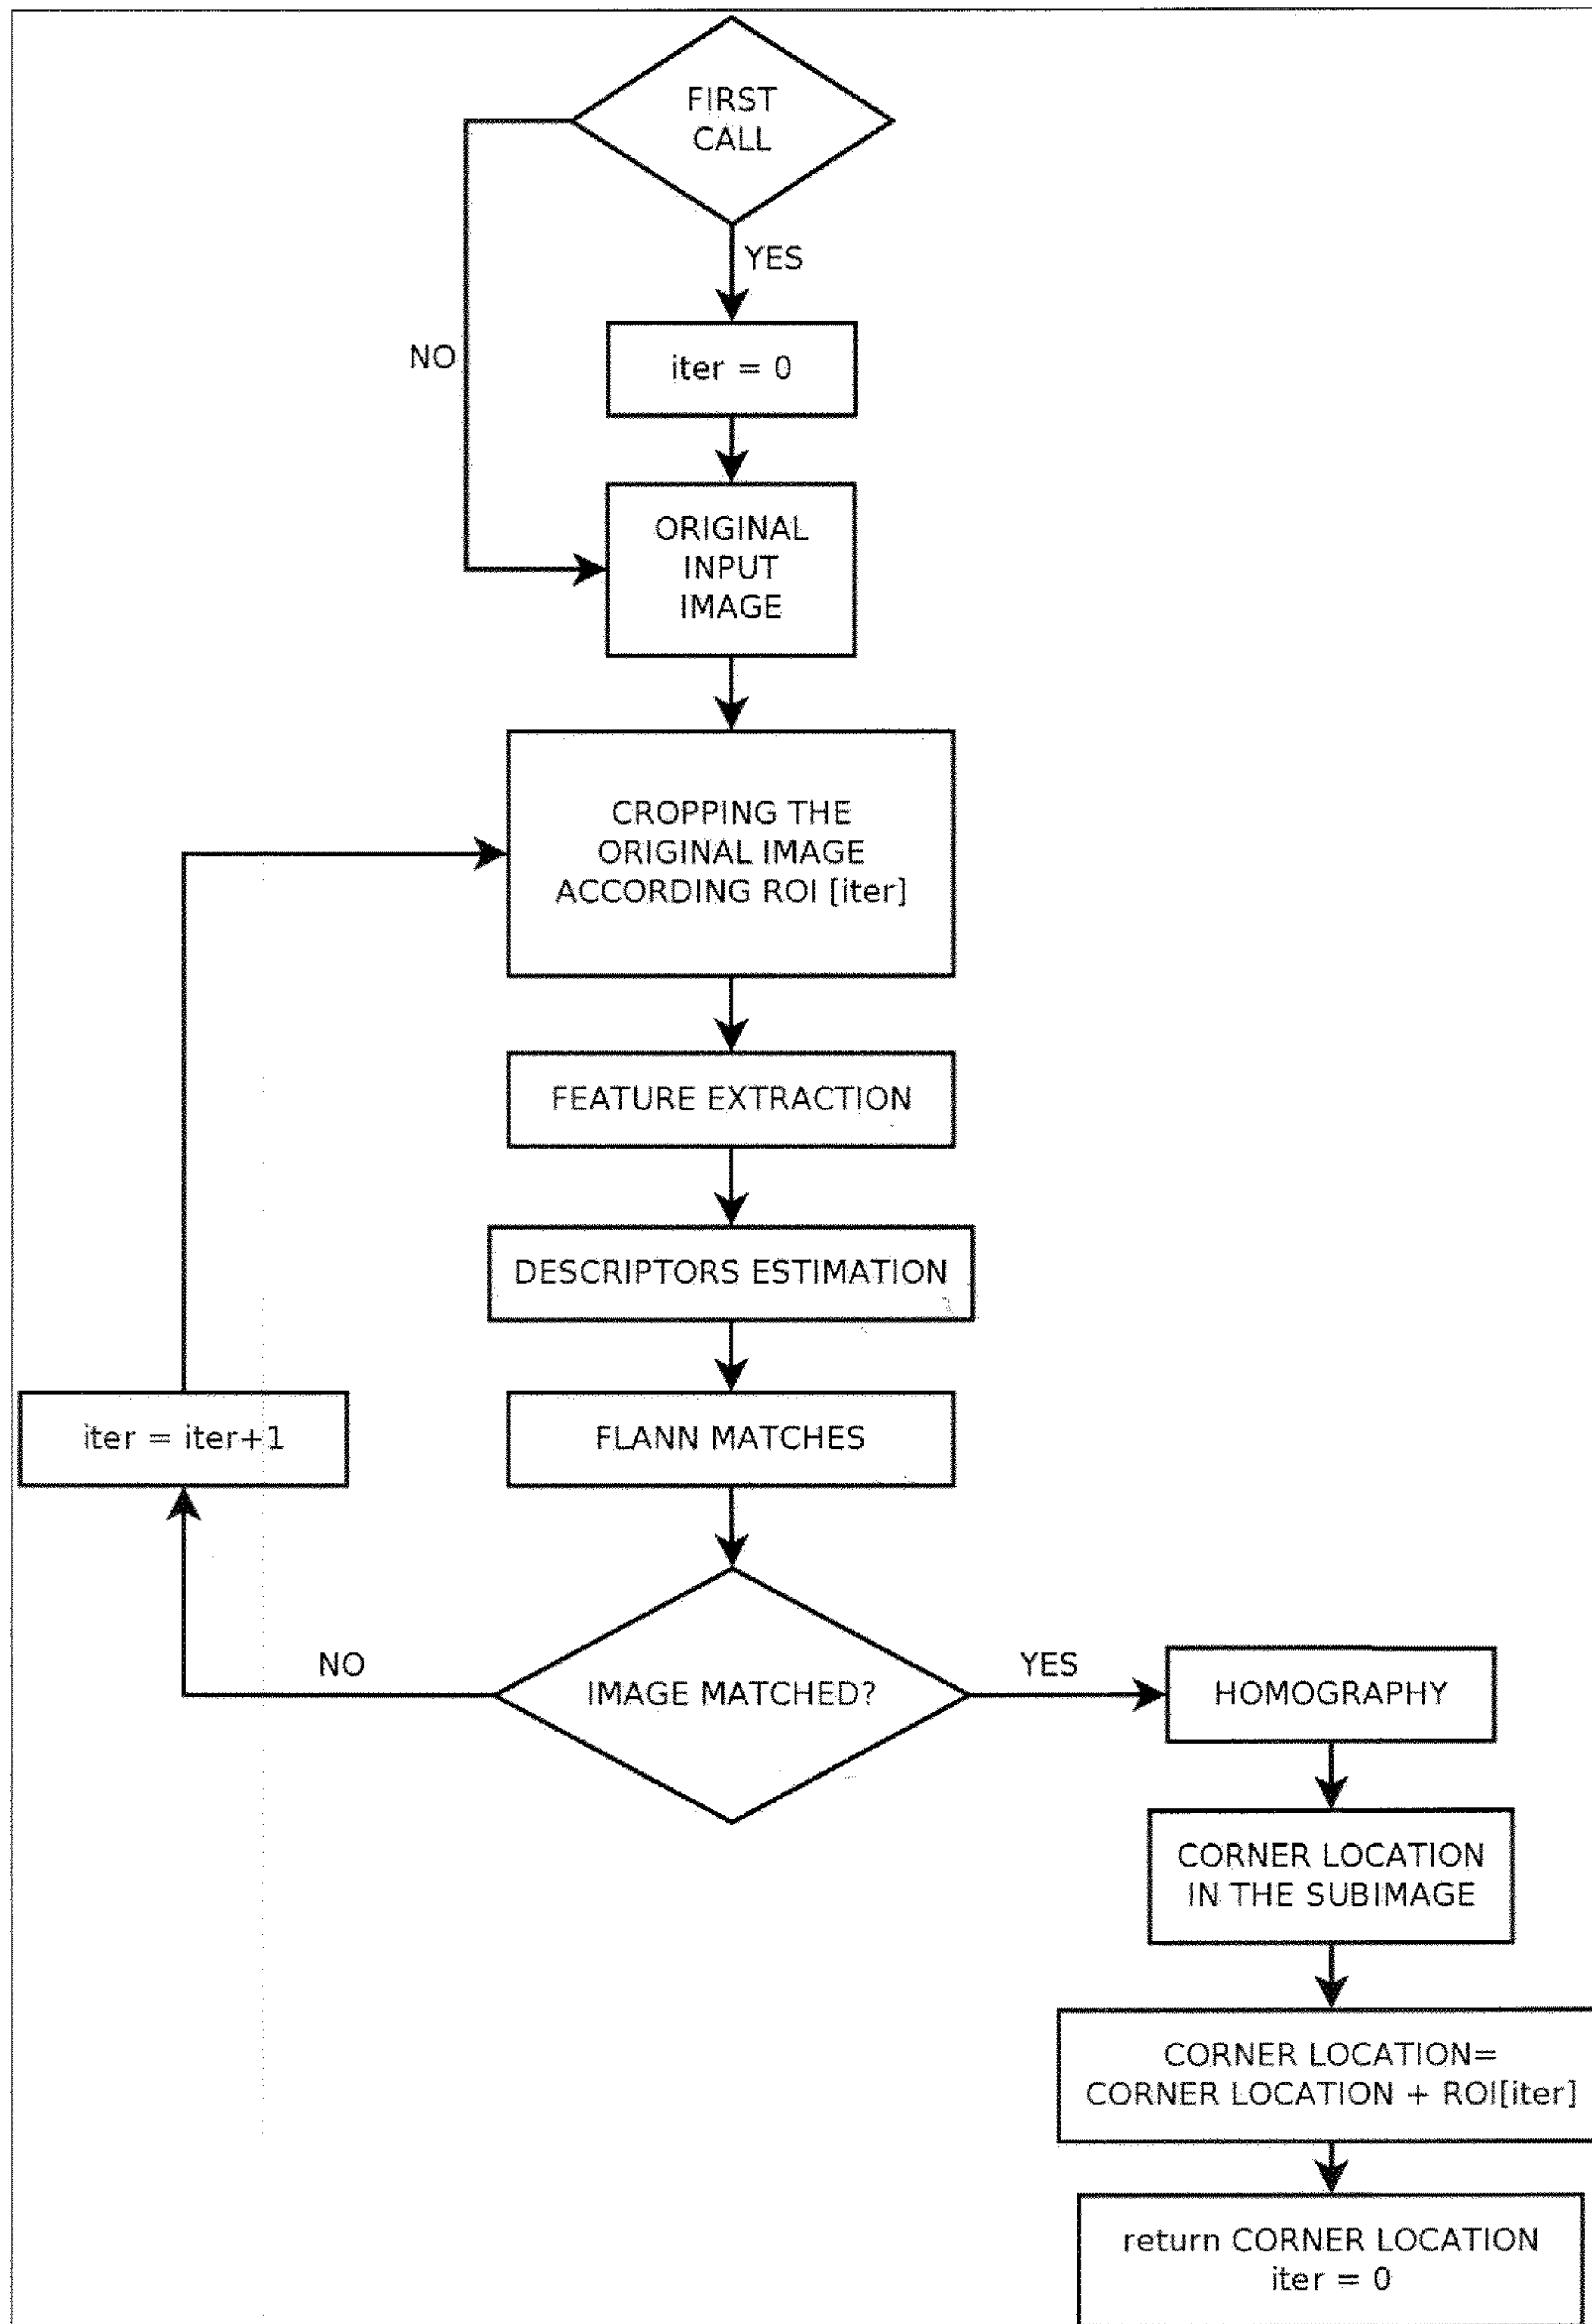 FIRST
CALL
YES
NO
iter = 0
ORIGINAL
INPUT
IMAGE
CROPPING THE
ORIGINAL IMAGE
ACCORDING ROI [iter]
FEATURE EXTRACTION
DESCRIPTORS ESTIMATION
iter = iter+1
FLANN MATCHES
NO
IMAGE MATCHED?
YES
HOMOGRAPHY
CORNER LOCATION
IN THE SUBIMAGE
CORNER LOCATION=
CORNER LOCATION + ROI[iter]
return CORNER LOCATION
iter = 0